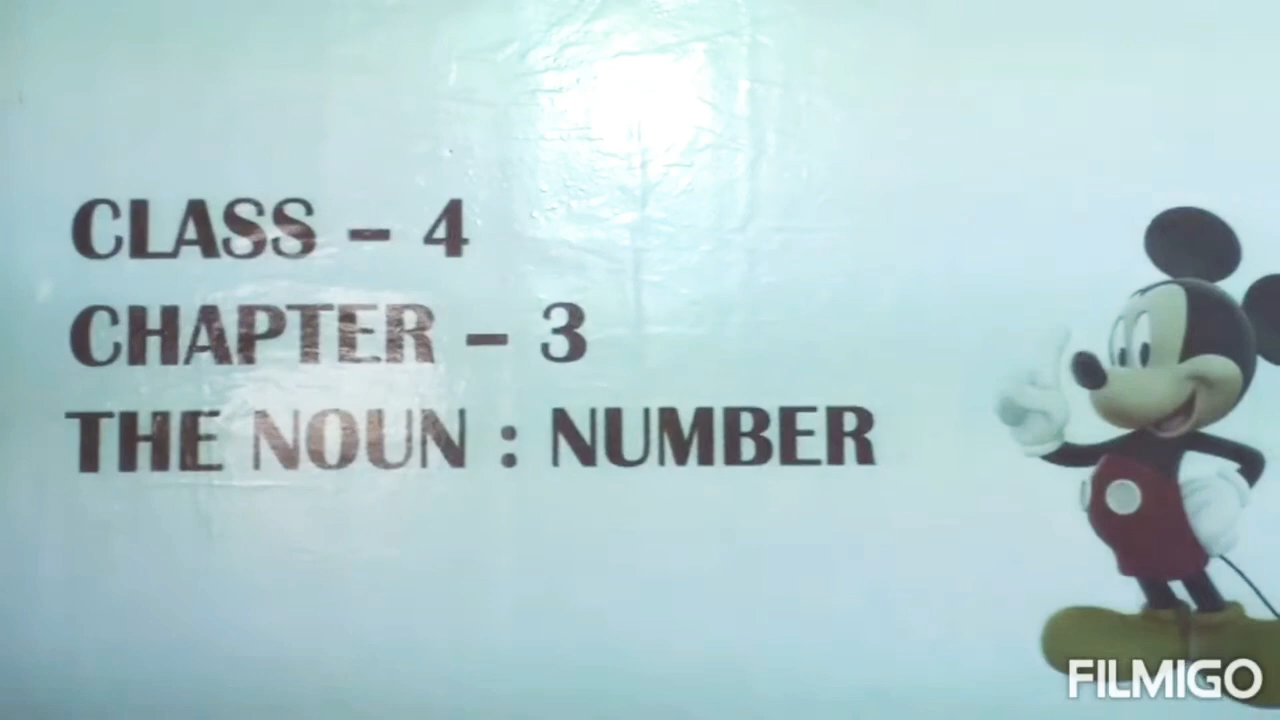 CLASS – 4
CHAPTER – 3
THE NOUN : NUMBER
FILMIGO